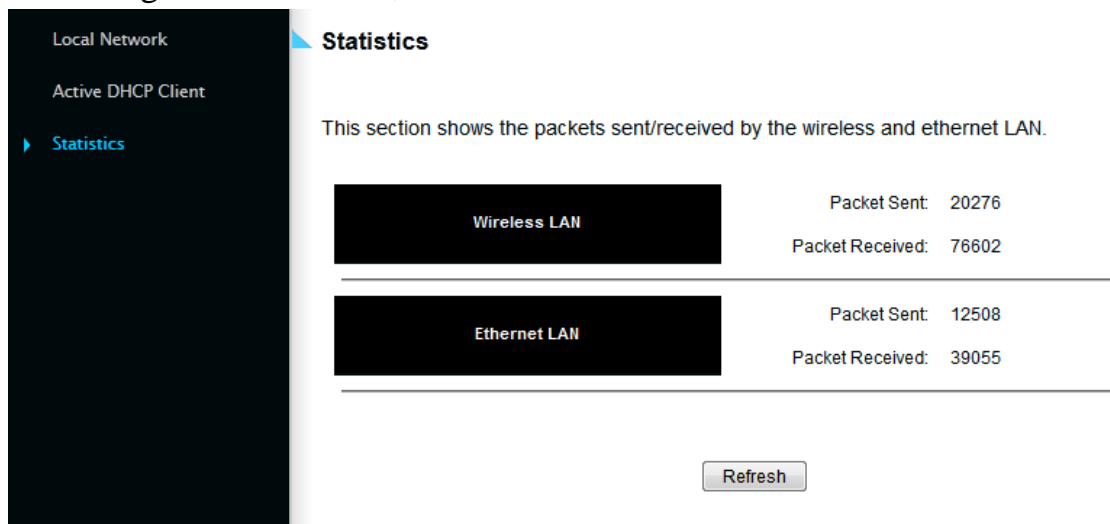 Local Network
Active DHCP Client
Statistics
Statistics
This section shows the packets sent/received by the wireless and ethernet LAN.
Wireless LAN
Packet Sent: 20276
Packet Received: 76602
Ethernet LAN
Packet Sent: 12508
Packet Received: 39055
Refresh